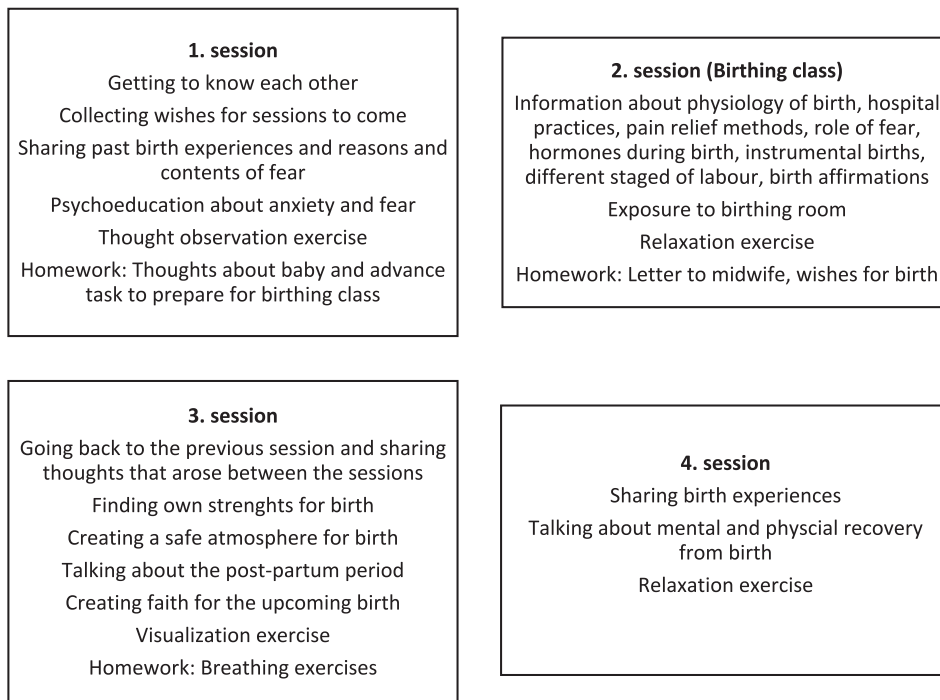 1. session
Getting to know each other
Collecting wishes for sessions to come
Sharing past birth experiences and reasons and
contents of fear
Psychoeducation about anxiety and fear
Thought observation exercise
Homework: Thoughts about baby and advance
task to prepare for birthing class
2. session (Birthing class)
Information about physiology of birth, hospital
practices, pain relief methods, role of fear,
hormones during birth, instrumental births,
different staged of labour, birth affirmations
Exposure to birthing room
Relaxation exercise
Homework: Letter to midwife, wishes for birth
3. session
Going back to the previous session and sharing
thoughts that arose between the sessions
Finding own strenghts for birth
Creating a safe atmosphere for birth
Talking about the post-partum period
Creating faith for the upcoming birth
Visualization exercise
Homework: Breathing exercises
4. session
Sharing birth experiences
Talking about mental and physcial recovery
from birth
Relaxation exercise